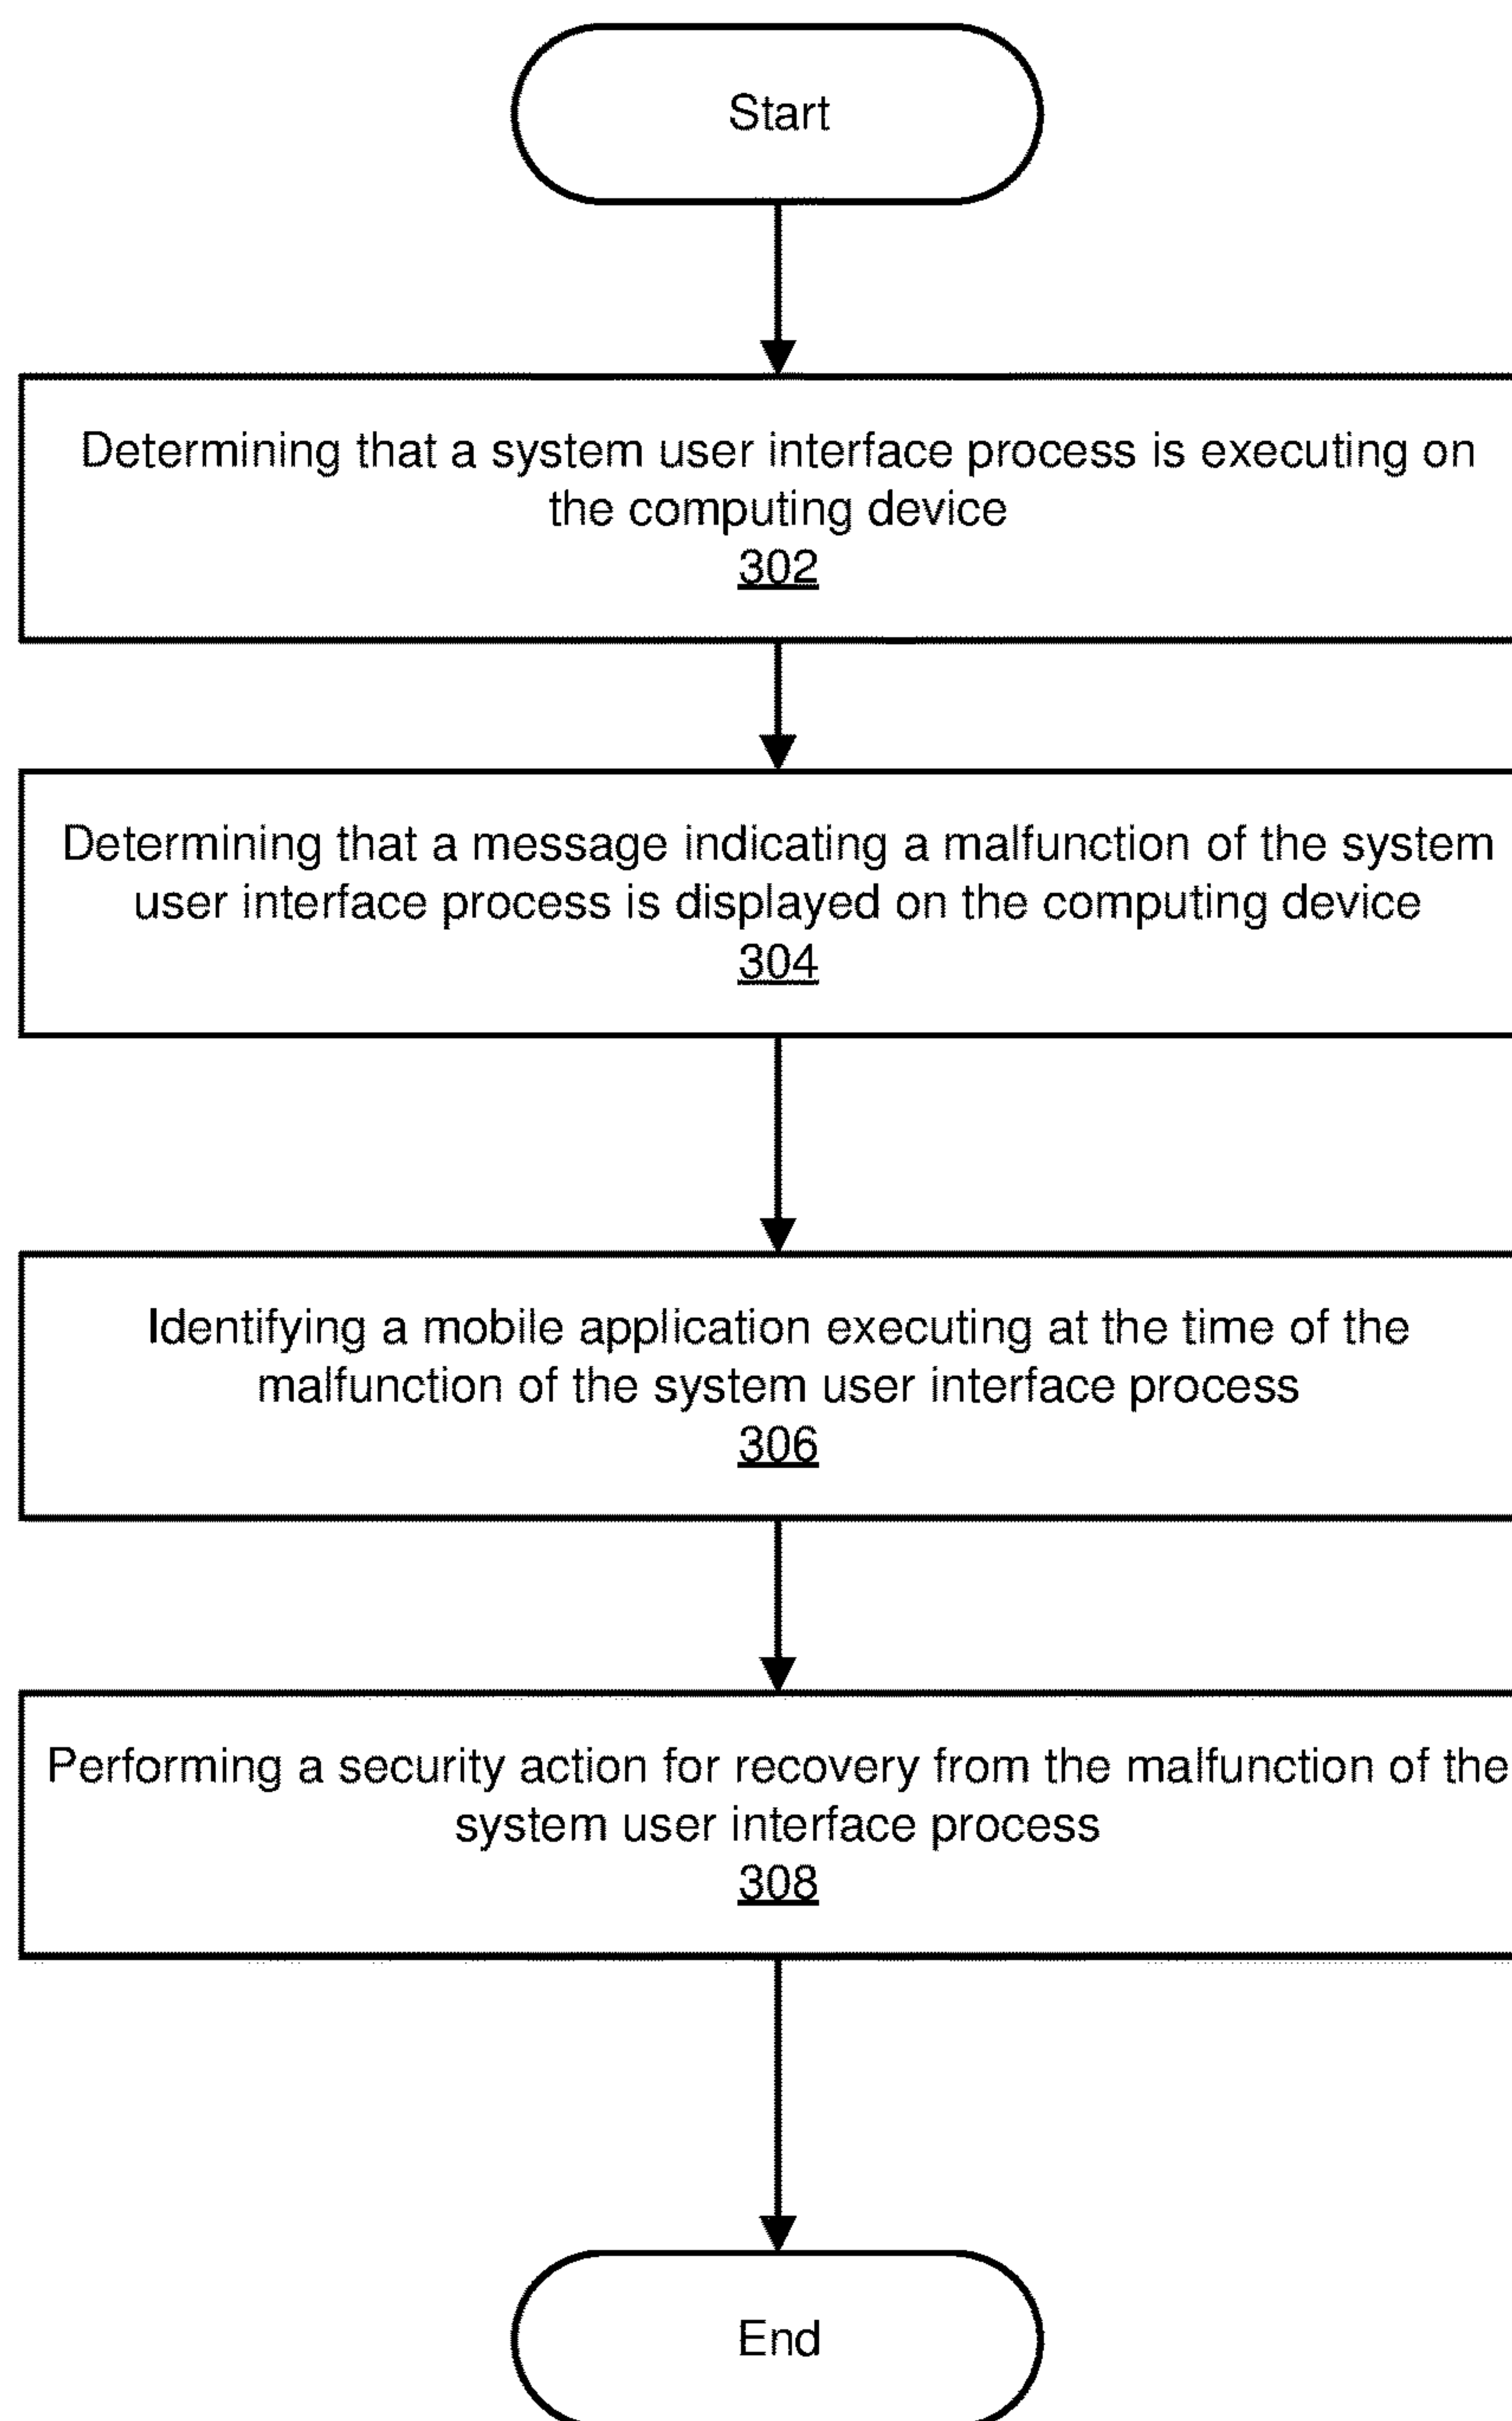 Start
Determining that a system user interface process is executing on
the computing device
302
Determining that a message indicating a malfunction of the system
user interface process is displayed on the computing device
304
Identifying a mobile application executing at the time of the
malfunction of the system user interface process
306
Performing a security action for recovery from the malfunction of the
system user interface process
308
End